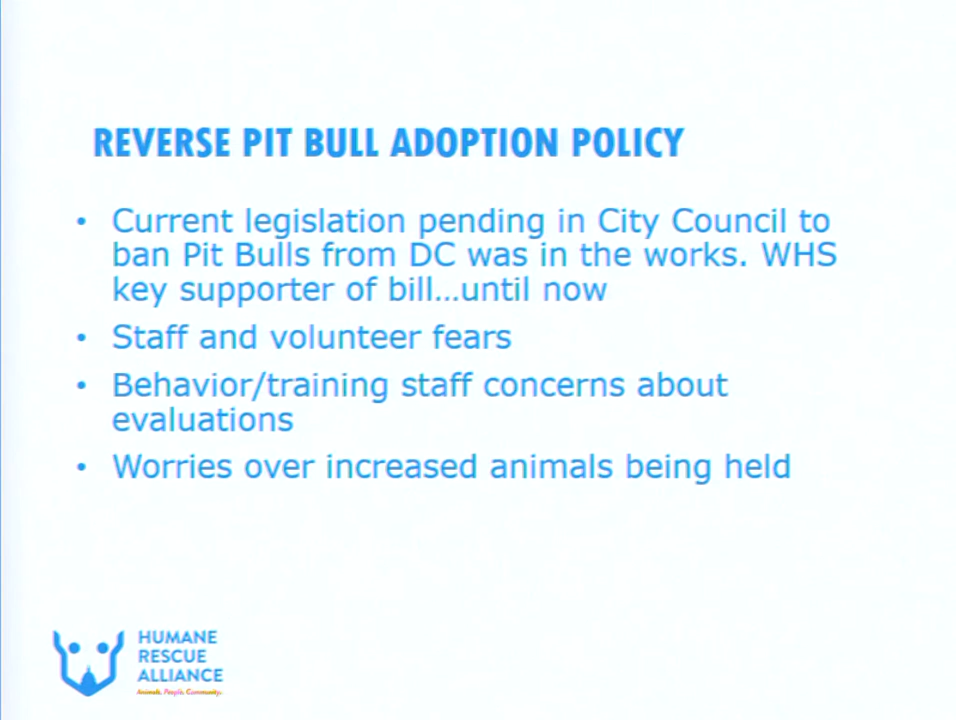 REVERSE PIT BULL ADOPTION POLICY
• Current legislation pending in City Council to
ban Pit Bulls from DC was in the works. WHS
key supporter of bill...until now
• Staff and volunteer fears
• Behavior/training staff concerns about
evaluations
• Worries over increased animals being held
HUMANE
RESCUE
ALLIANCE
Animals. People. Community.